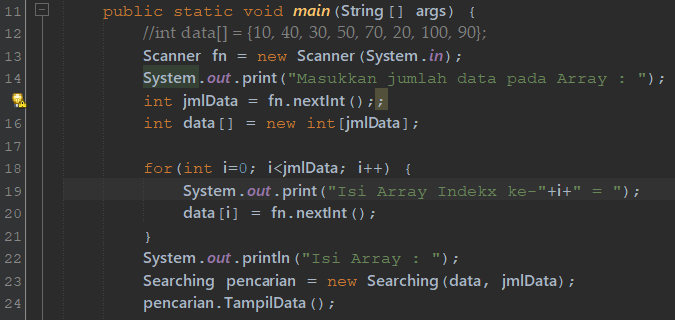 11 public static void main(String[] args) {
12 //int data[] = {10, 40, 30, 50, 70, 20, 100, 90};
13 Scanner fn = new Scanner(System.in);
14 System.out.print("Masukkan jumlah data pada Array : ");
int jmlData = fn.nextInt();;
16 int data[] = new int[jmlData];
17
18 for(int i=0; i<jmlData; i++) {
19 System.out.print("Isi Array Indekx ke-"+i+" = ");
20 data[i] = fn.nextInt();
21 }
22 System.out.println("Isi Array : ");
23 Searching pencarian = new Searching(data, jmlData);
24 pencarian.TampilData();